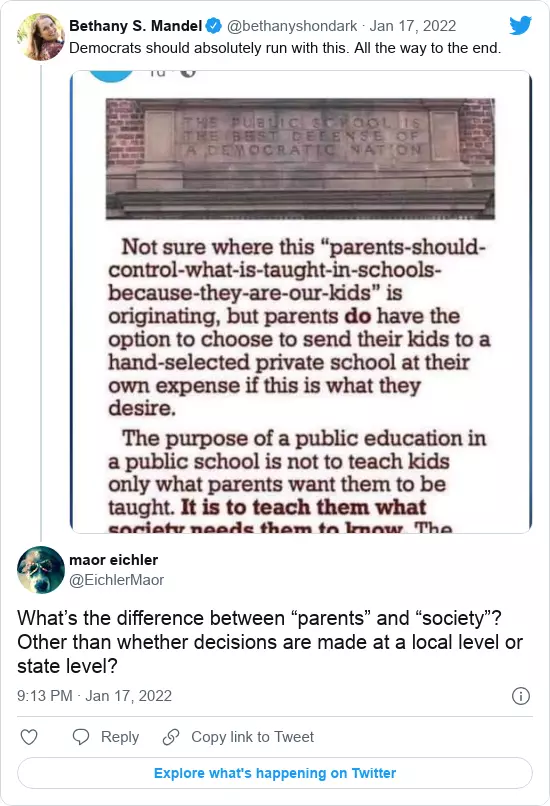 Bethany S. Mandel @bethanyshondark · Jan 17, 2022
Democrats should absolutely run with this. All the way to the end.
THE PUBLIC SCHOOL IS
THE BEST DEFENSE OF
A DEMOCRATIC NATION
Not sure where this “parents-should-
control-what-is-taught-in-schools-
because-they-are-our-kids” is
originating, but parents do have the
option to choose to send their kids to a
hand-selected private school at their
own expense if this is what they
desire.
The purpose of a public education in
a public school is not to teach kids
only what parents want them to be
taught. It is to teach them what
society needs them to know. The
maor eichler
@EichlerMaor
What’s the difference between “parents” and “society”?
Other than whether decisions are made at a local level or
state level?
9:13 PM · Jan 17, 2022
Reply
Copy link to Tweet
Explore what's happening on Twitter